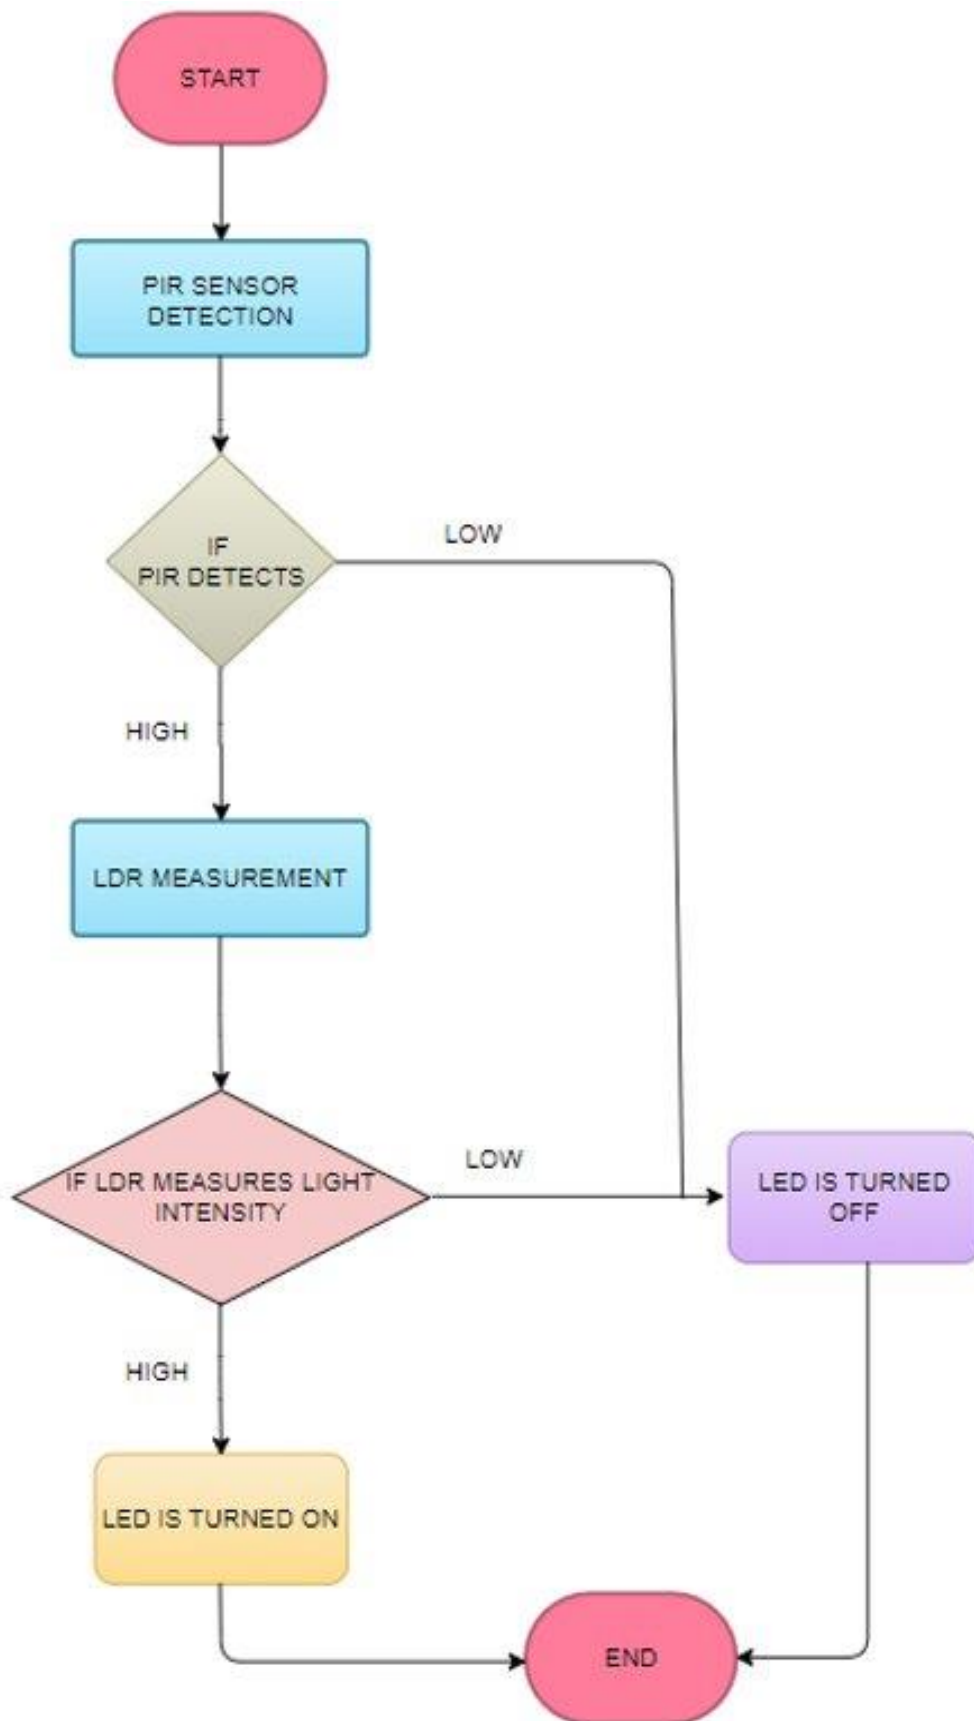 START
PIR SENSOR
DETECTION
IF
PIR DETECTS
LOW
HIGH
LDR MEASUREMENT
IF LDR MEASURES LIGHT
INTENSITY
LOW
LED IS TURNED
OFF
HIGH
LED IS TURNED ON
END